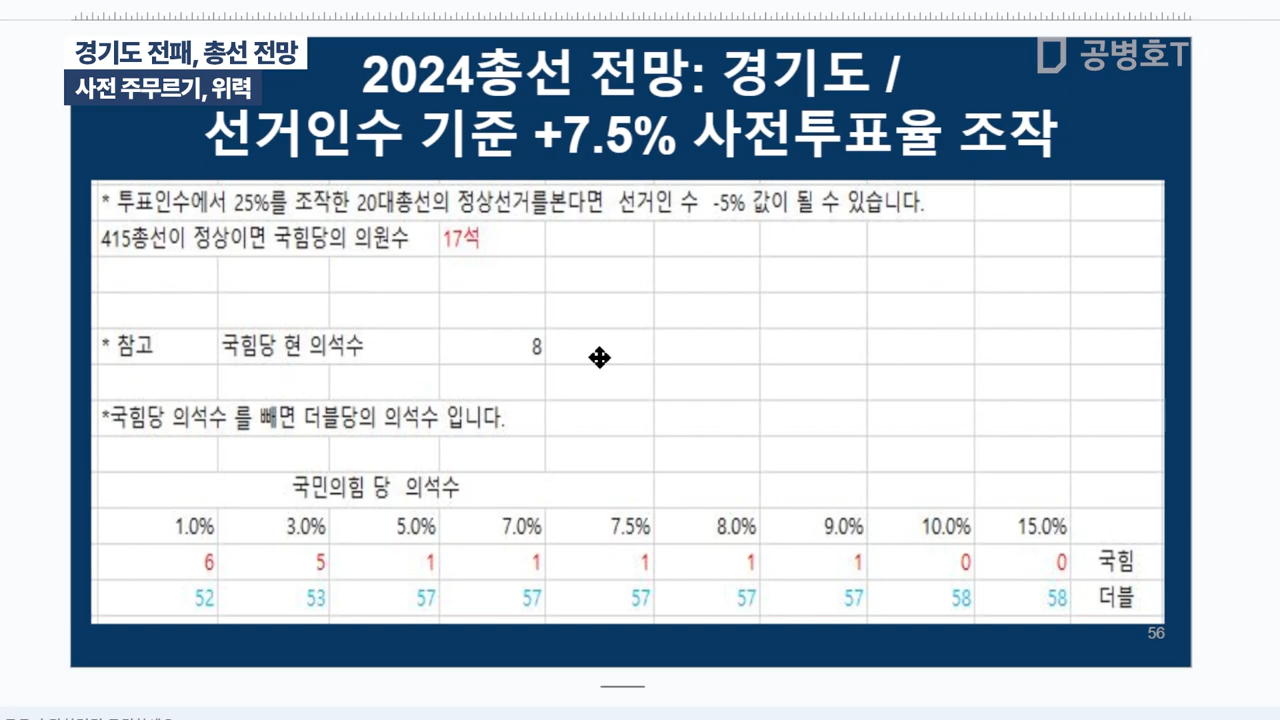 경기도 전패, 총선 전망
사전 주무르기, 위력
공병호T
2024총선 전망: 경기도 /
선거인수 기준 +7.5% 사전투표율 조작
* 투표인수에서 25%를 조작한 20대총선의 정상선거를본다면 선거인 수 -5% 값이 될 수 있습니다.
415총선이 정상이면 국힘당의 의원수 17석
* 참고 국힘당 현 의석수 8
*국힘당 의석수 를 빼면 더블당의 의석수 입니다.
국민의힘 당 의석수
1.0% 3.0% 5.0% 7.0% 7.5% 8.0% 9.0% 10.0% 15.0%
6 5 1 1 1 1 1 0 0 국힘
52 53 57 57 57 57 57 58 58 더블
56